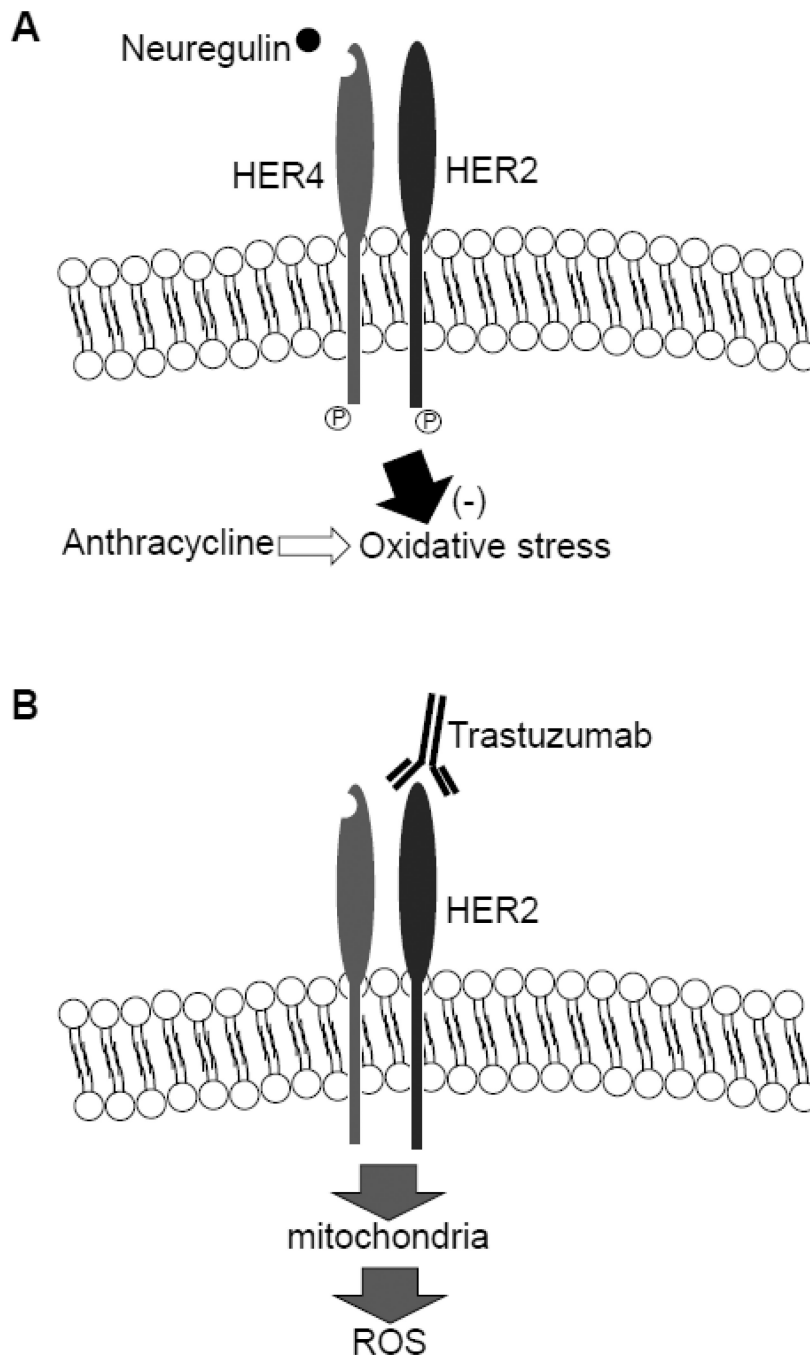 A
Neuregulin
HER4
HER2
P
P
(-)
Anthracycline
Oxidative stress
B
Trastuzumab
HER2
mitochondria
ROS